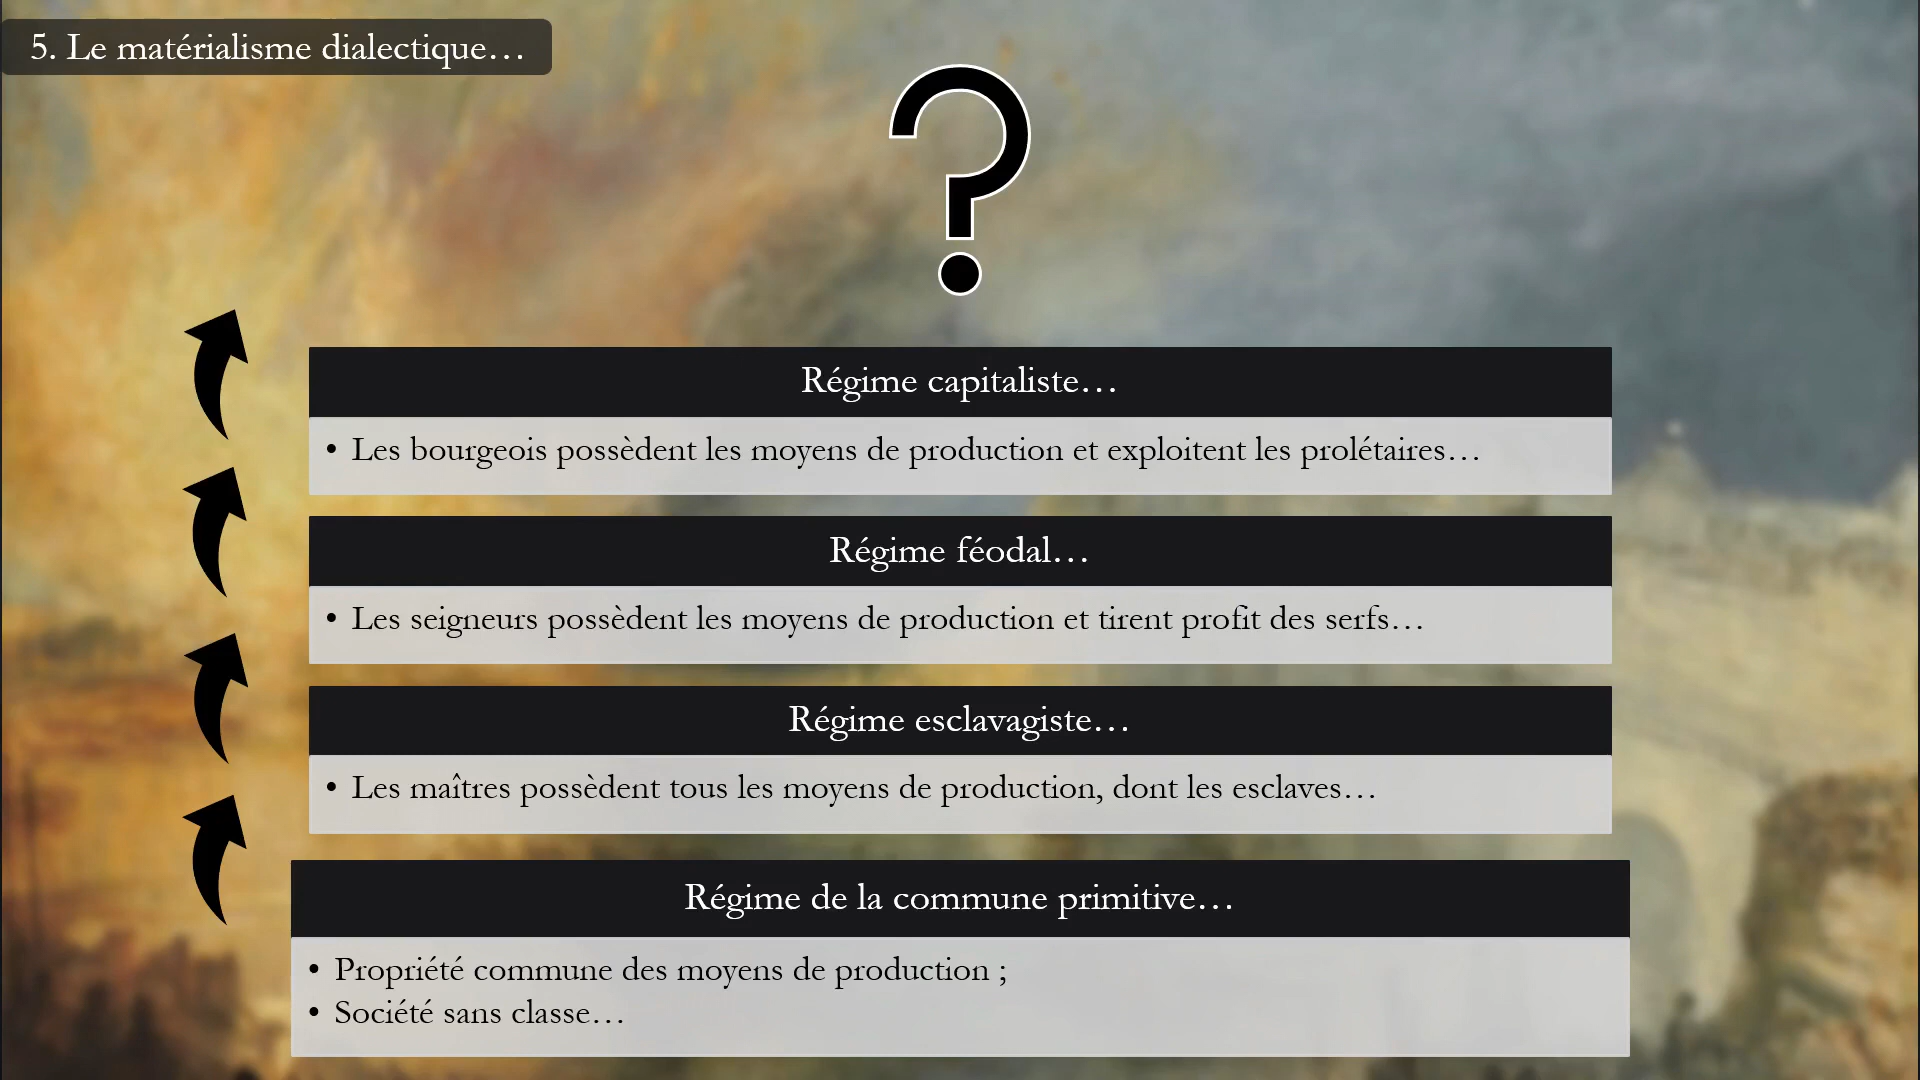 5. Le matérialisme dialectique…
?
Régime capitaliste…
• Les bourgeois possèdent les moyens de production et exploitent les prolétaires…
Régime féodal…
• Les seigneurs possèdent les moyens de production et tirent profit des serfs…
Régime esclavagiste…
• Les maîtres possèdent tous les moyens de production, dont les esclaves…
Régime de la commune primitive…
• Propriété commune des moyens de production ;
• Société sans classe…